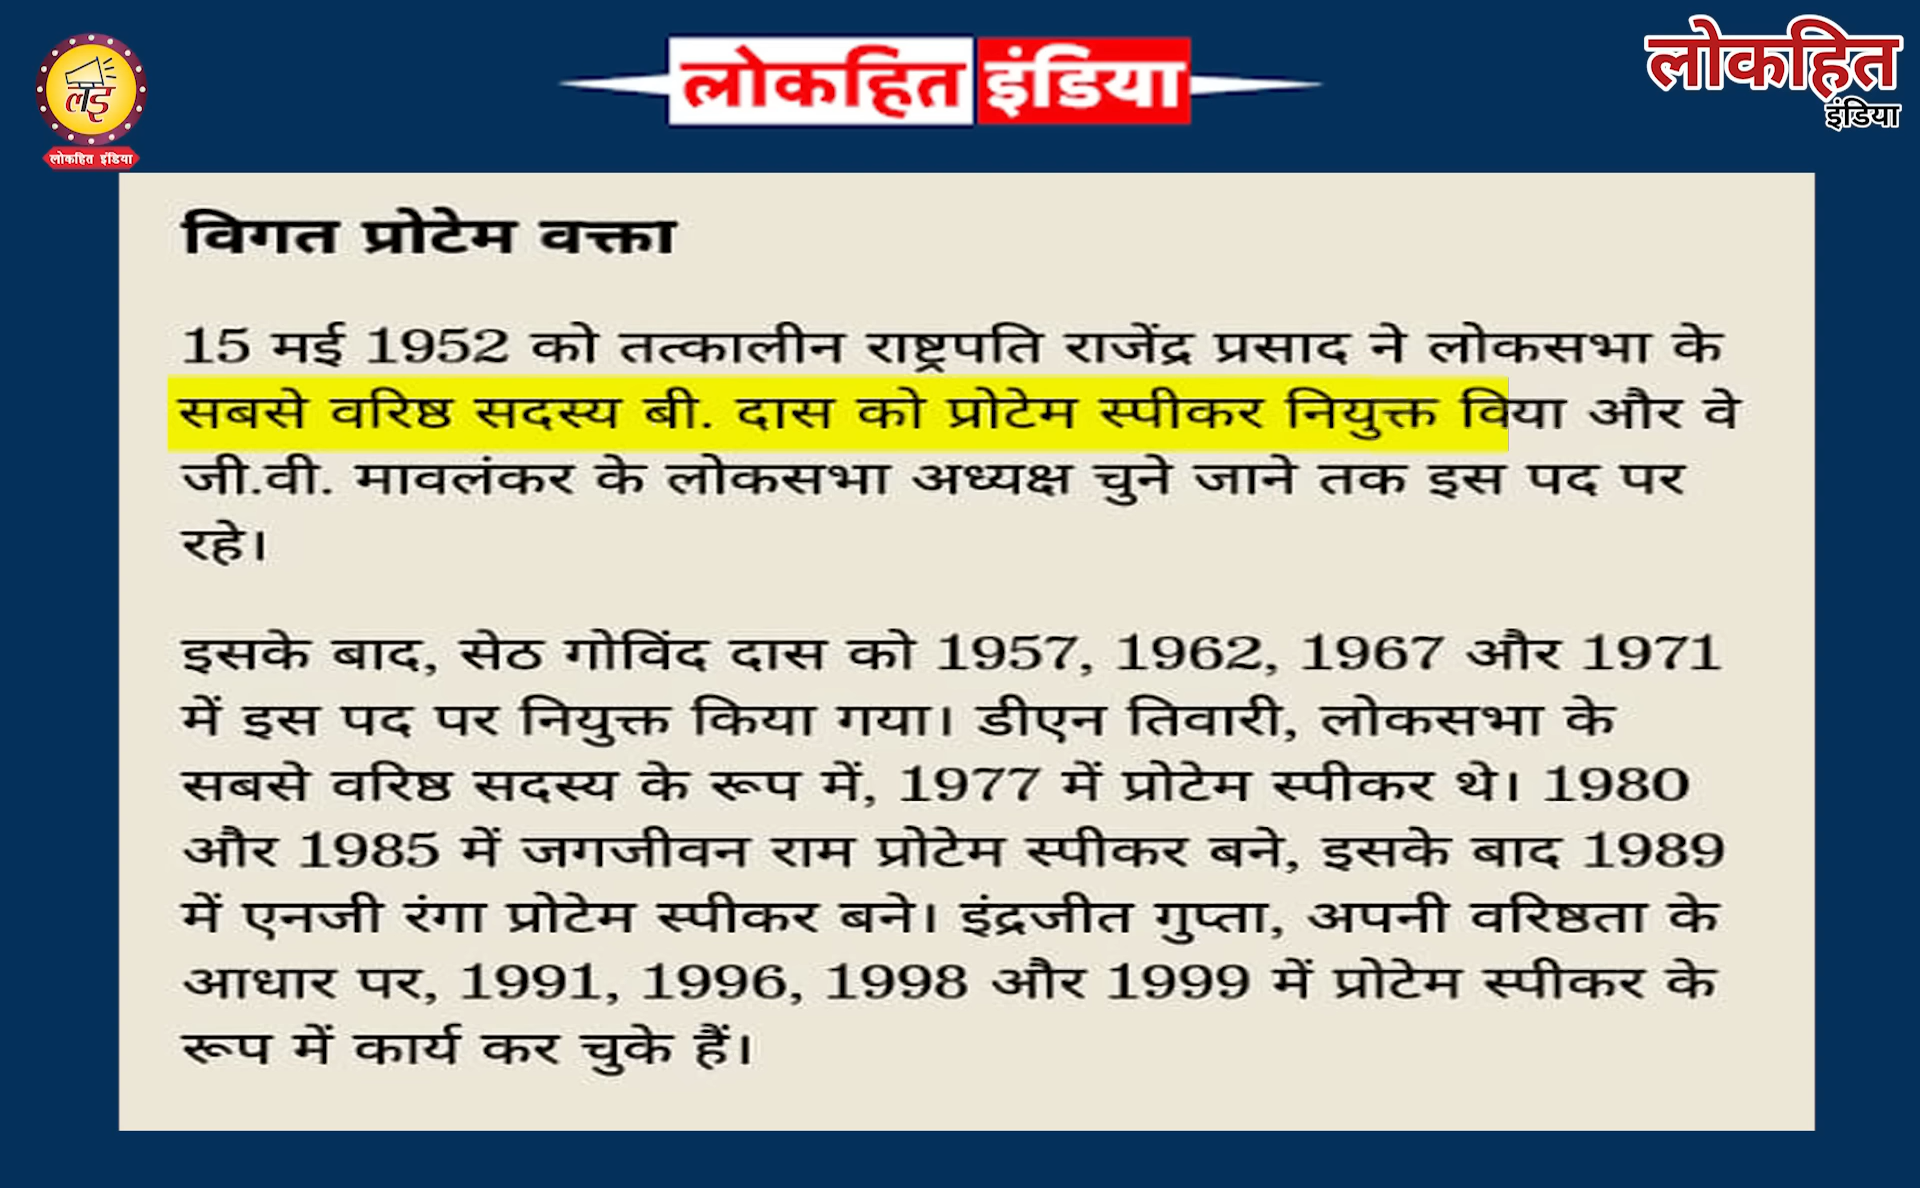 लइ
लोकहित इंडिया
लोकहित इंडिया
लोकहित
इंडिया
विगत प्रोटेम वक्ता
15 मई 1952 को तत्कालीन राष्ट्रपति राजेंद्र प्रसाद ने लोकसभा के
सबसे वरिष्ठ सदस्य बी. दास को प्रोटेम स्पीकर नियुक्त विया और वे
जी.वी. मावलंकर के लोकसभा अध्यक्ष चुने जाने तक इस पद पर
रहे।
इसके बाद, सेठ गोविंद दास को 1957, 1962, 1967 और 1971
में इस पद पर नियुक्त किया गया। डीएन तिवारी, लोकसभा के
सबसे वरिष्ठ सदस्य के रूप में, 1977 में प्रोटेम स्पीकर थे। 1980
और 1985 में जगजीवन राम प्रोटेम स्पीकर बने, इसके बाद 1989
में एनजी रंगा प्रोटेम स्पीकर बने। इंद्रजीत गुप्ता, अपनी वरिष्ठता के
आधार पर, 1991, 1996, 1998 और 1999 में प्रोटेम स्पीकर के
रूप में कार्य कर चुके हैं।